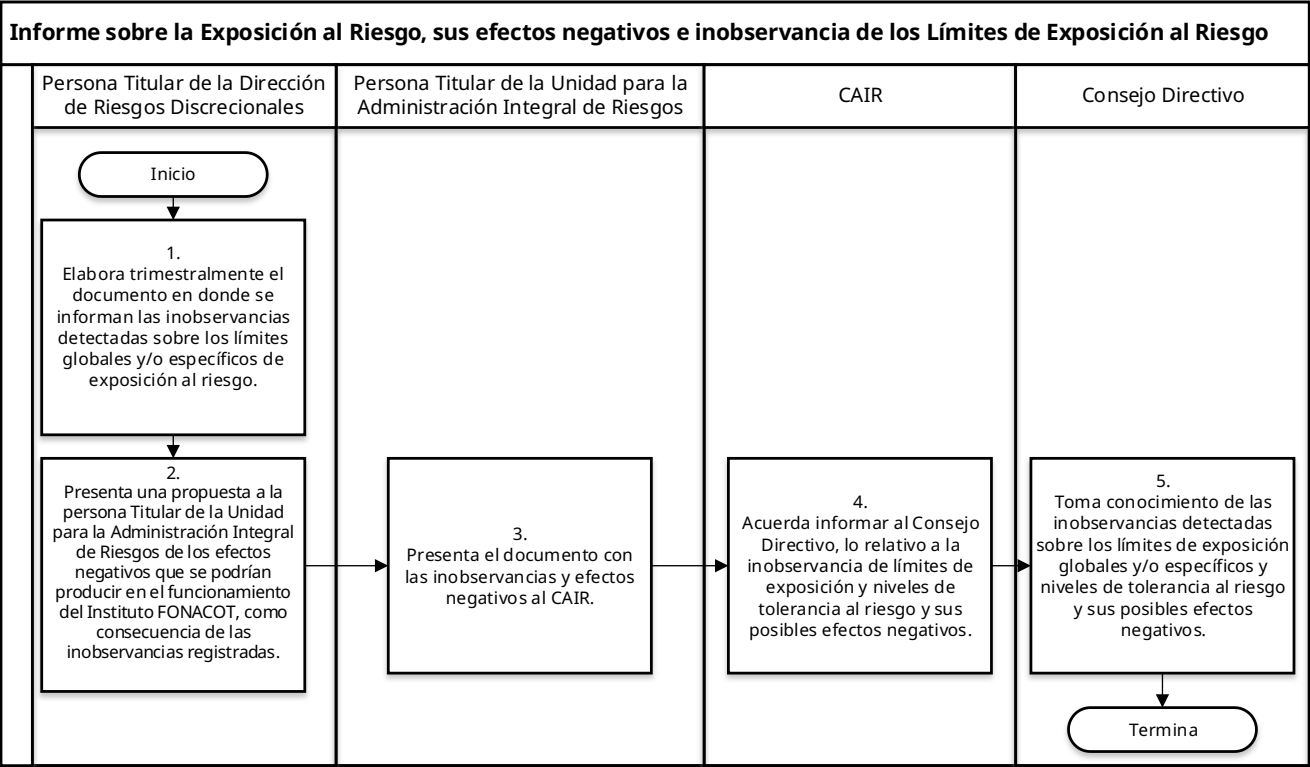 Informe sobre la Exposición al Riesgo, sus efectos negativos e inobservancia de los Límites de Exposición al Riesgo
Persona Titular de la Dirección
de Riesgos Discrecionales
Persona Titular de la Unidad para la
Administración Integral de Riesgos
CAIR
Consejo Directivo
Inicio
1.
Elabora trimestralmente el
documento en donde se
informan las inobservancias
detectadas sobre los límites
globales y/o específicos de
exposición al riesgo.
2.
Presenta una propuesta a la
persona Titular de la Unidad
para la Administración Integral
de Riesgos de los efectos
negativos que se podrían
producir en el funcionamiento
del Instituto FONACOT, como
consecuencia de las
inobservancias registradas.
3.
Presenta el documento con
las inobservancias y efectos
negativos al CAIR.
4.
Acuerda informar al Consejo
Directivo, lo relativo a la
inobservancia de límites de
exposición y niveles de
tolerancia al riesgo y sus
posibles efectos negativos.
5.
Toma conocimiento de las
inobservancias detectadas
sobre los límites de exposición
globales y/o específicos y
niveles de tolerancia al riesgo
y sus posibles efectos
negativos.
Termina